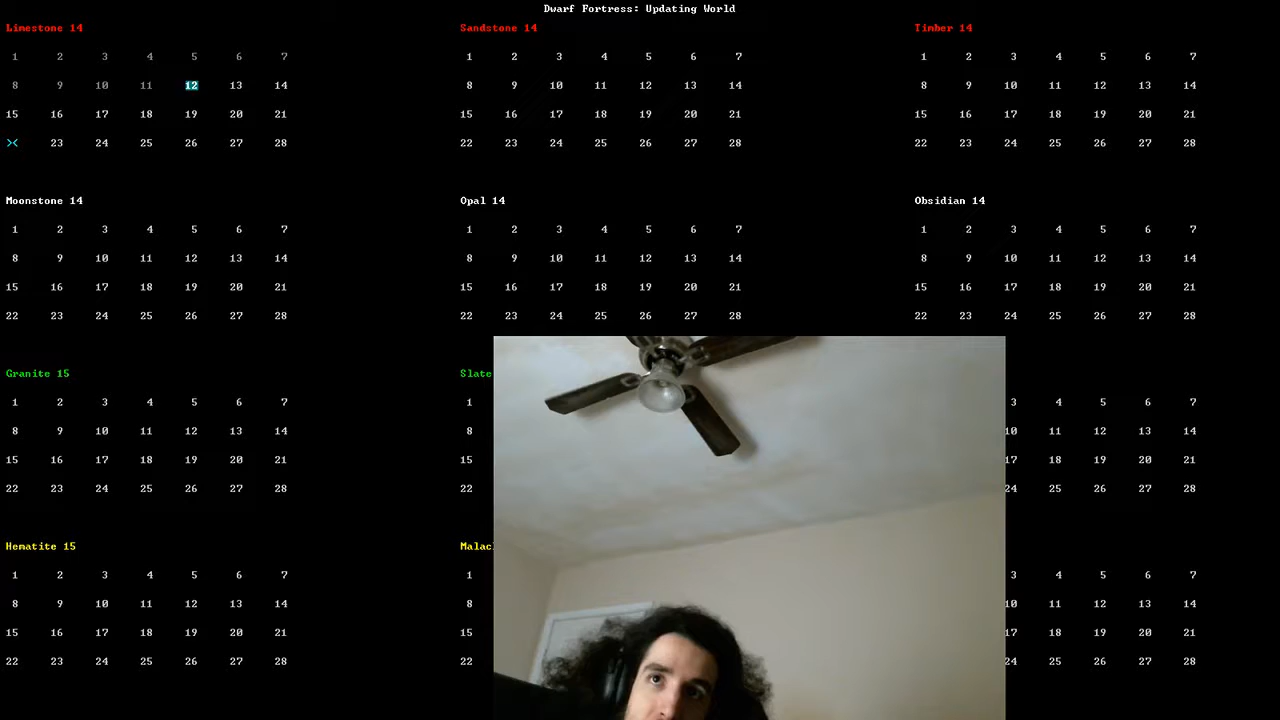 Dwarf Fortress: Updating World
Limestone 14 Sandstone 14 Timber 14
1 2 3 4 5 6 7 1 2 3 4 5 6 7 1 2 3 4 5 6 7
8 9 10 11 12 13 14 8 9 10 11 12 13 14 8 9 10 11 12 13 14
15 16 17 18 19 20 21 15 16 17 18 19 20 21 15 16 17 18 19 20 21
>< 23 24 25 26 27 28 22 23 24 25 26 27 28 22 23 24 25 26 27 28
Moonstone 14 Opal 14 Obsidian 14
1 2 3 4 5 6 7 1 2 3 4 5 6 7 1 2 3 4 5 6 7
8 9 10 11 12 13 14 8 9 10 11 12 13 14 8 9 10 11 12 13 14
15 16 17 18 19 20 21 15 16 17 18 19 20 21 15 16 17 18 19 20 21
22 23 24 25 26 27 28 22 23 24 25 26 27 28 22 23 24 25 26 27 28
Granite 15 Slate
1 2 3 4 5 6 7 1 3 4 5 6 7
8 9 10 11 12 13 14 8 10 11 12 13 14
15 16 17 18 19 20 21 15 17 18 19 20 21
22 23 24 25 26 27 28 22 24 25 26 27 28
Hematite 15 Malac
1 2 3 4 5 6 7 1 3 4 5 6 7
8 9 10 11 12 13 14 8 10 11 12 13 14
15 16 17 18 19 20 21 15 17 18 19 20 21
22 23 24 25 26 27 28 22 24 25 26 27 28